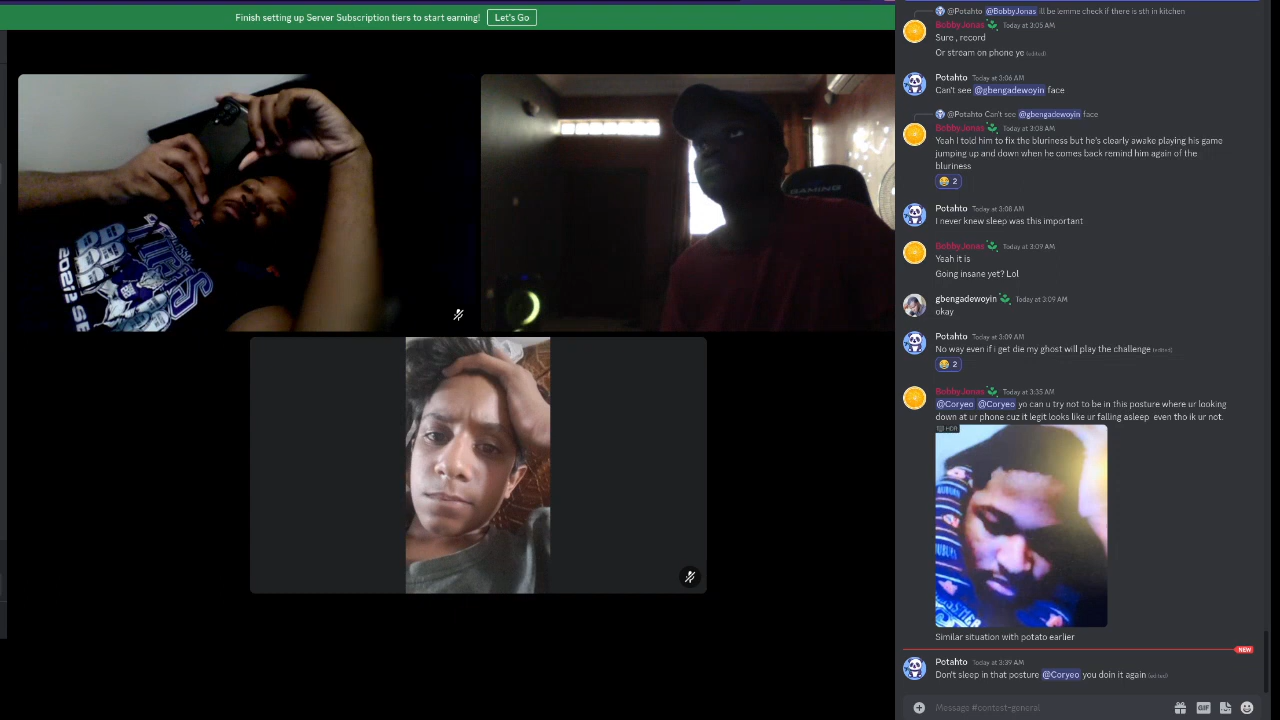 Finish setting up Server Subscription tiers to start earning! Let's Go
@Potahto @BobbyJonas ill be lemme check if there is sth in kitchen
BobbyJonas Today at 3:05 AM
Sure , record
Or stream on phone ye (edited)
Potahto Today at 3:06 AM
Can't see @gbengadewoyin face
@Potahto Can't see @gbengadewoyin face
BobbyJonas Today at 3:08 AM
Yeah I told him to fix the bluriness but he's clearly awake playing his game
jumping up and down when he comes back remind him again of the
bluriness
2
Potahto Today at 3:08 AM
I never knew sleep was this important
BobbyJonas Today at 3:09 AM
Yeah it is
Going insane yet? Lol
gbengadewoyin Today at 3:09 AM
okay
Potahto Today at 3:09 AM
No way even if i get die my ghost will play the challenge (edited)
2
BobbyJonas Today at 3:35 AM
@Coryeo @Coryeo yo can u try not to be in this posture where ur looking
down at ur phone cuz it legit looks like ur falling asleep even tho ik ur not.
HDR
Similar situation with potato earlier
NEW
Potahto Today at 3:39 AM
Don't sleep in that posture @Coryeo you doin it again (edited)
Message #contest-general
GIF
GAMING